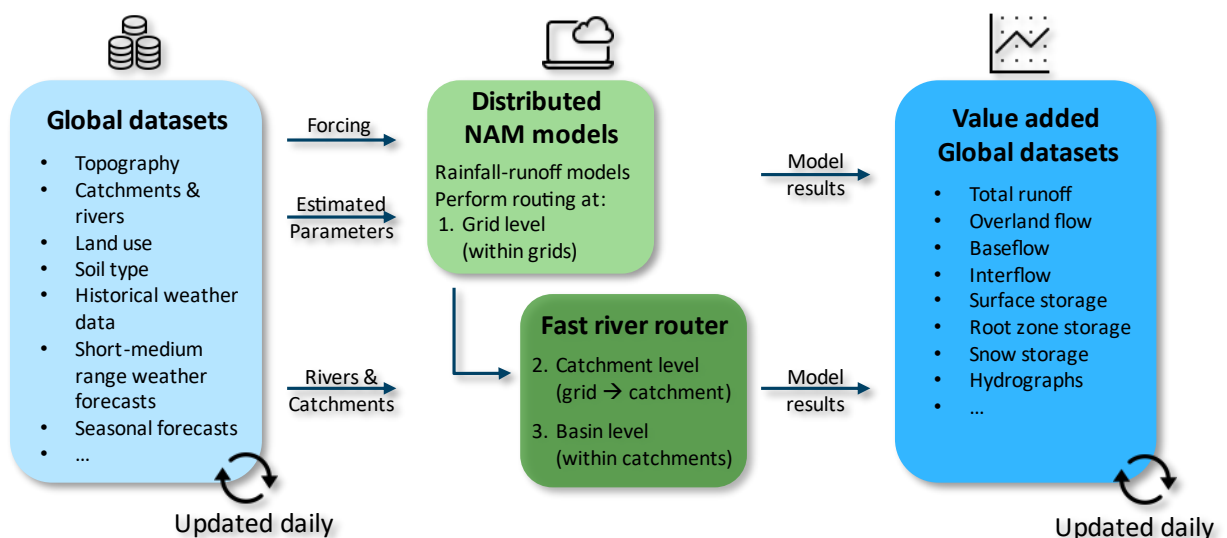 Global datasets
• Topography
• Catchments &
rivers
• Land use
• Soil type
• Historical weather
data
• Short-medium
range weather
forecasts
• Seasonal forecasts
• ...
Updated daily
Forcing
Estimated
Parameters
Rivers &
Catchments
Distributed
NAM models
Rainfall-runoff models
Perform routing at:
1. Grid level
(within grids)
Fast river router
2. Catchment level
(grid → catchment)
3. Basin level
(within catchments)
Model
results
Model
results
Value added
Global datasets
• Total runoff
• Overland flow
• Baseflow
• Interflow
• Surface storage
• Root zone storage
• Snow storage
• Hydrographs
• ...
Updated daily